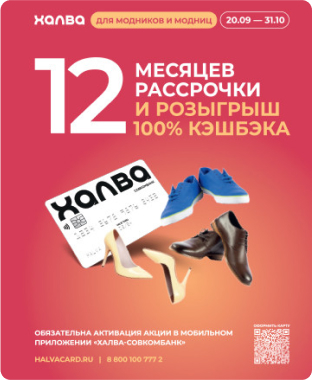 ХАЛВА ДЛЯ МОДНИКОВ И МОДНИЦ 20.09 — 31.10
12 МЕСЯЦЕВ
РАССРОЧКИ
И РОЗЫГРЫШ
100% КЭШБЭКА
ХАЛВА
СОВКОМБАНК
ОБЯЗАТЕЛЬНА АКТИВАЦИЯ АКЦИИ В МОБИЛЬНОМ
ПРИЛОЖЕНИИ «ХАЛВА-СОВКОМБАНК»
HALVACARD.RU | 8 800 100 777 2